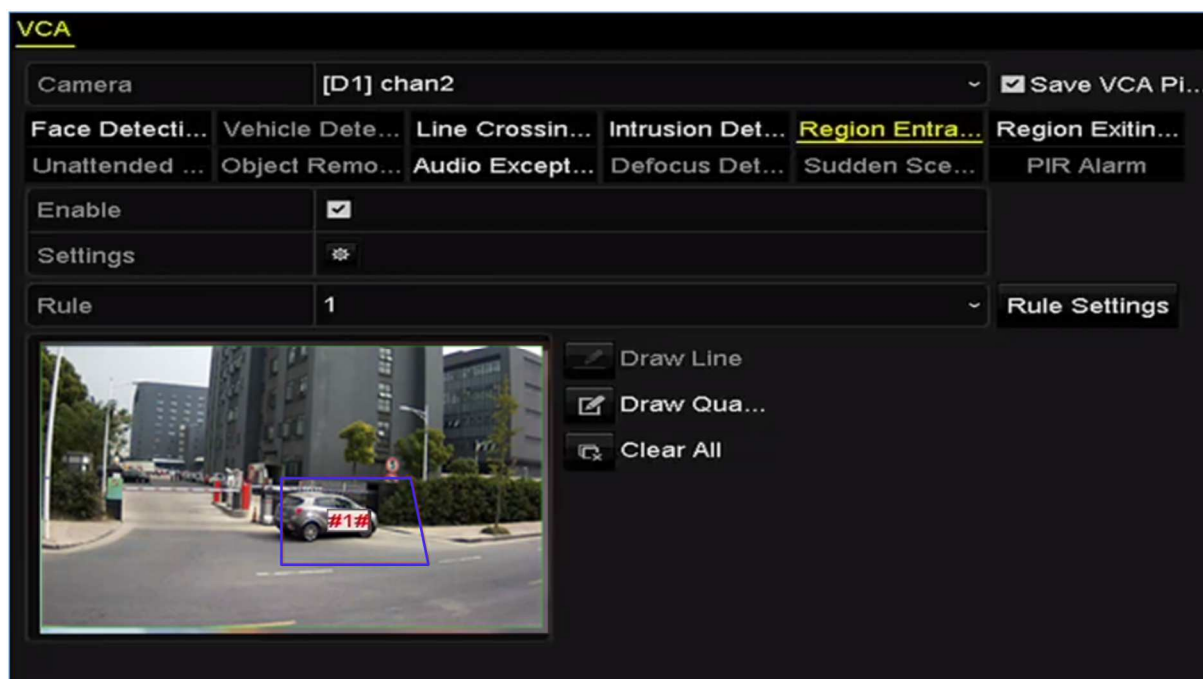 VCA
Camera [D1] chan2 Save VCA Pi...
Face Detecti... Vehicle Dete... Line Crossin... Intrusion Det... Region Entra... Region Exitin...
Unattended ... Object Remo... Audio Except... Defocus Det... Sudden Sce... PIR Alarm
Enable
Settings
Rule 1 Rule Settings
Draw Line
Draw Qua...
Clear All
#1#